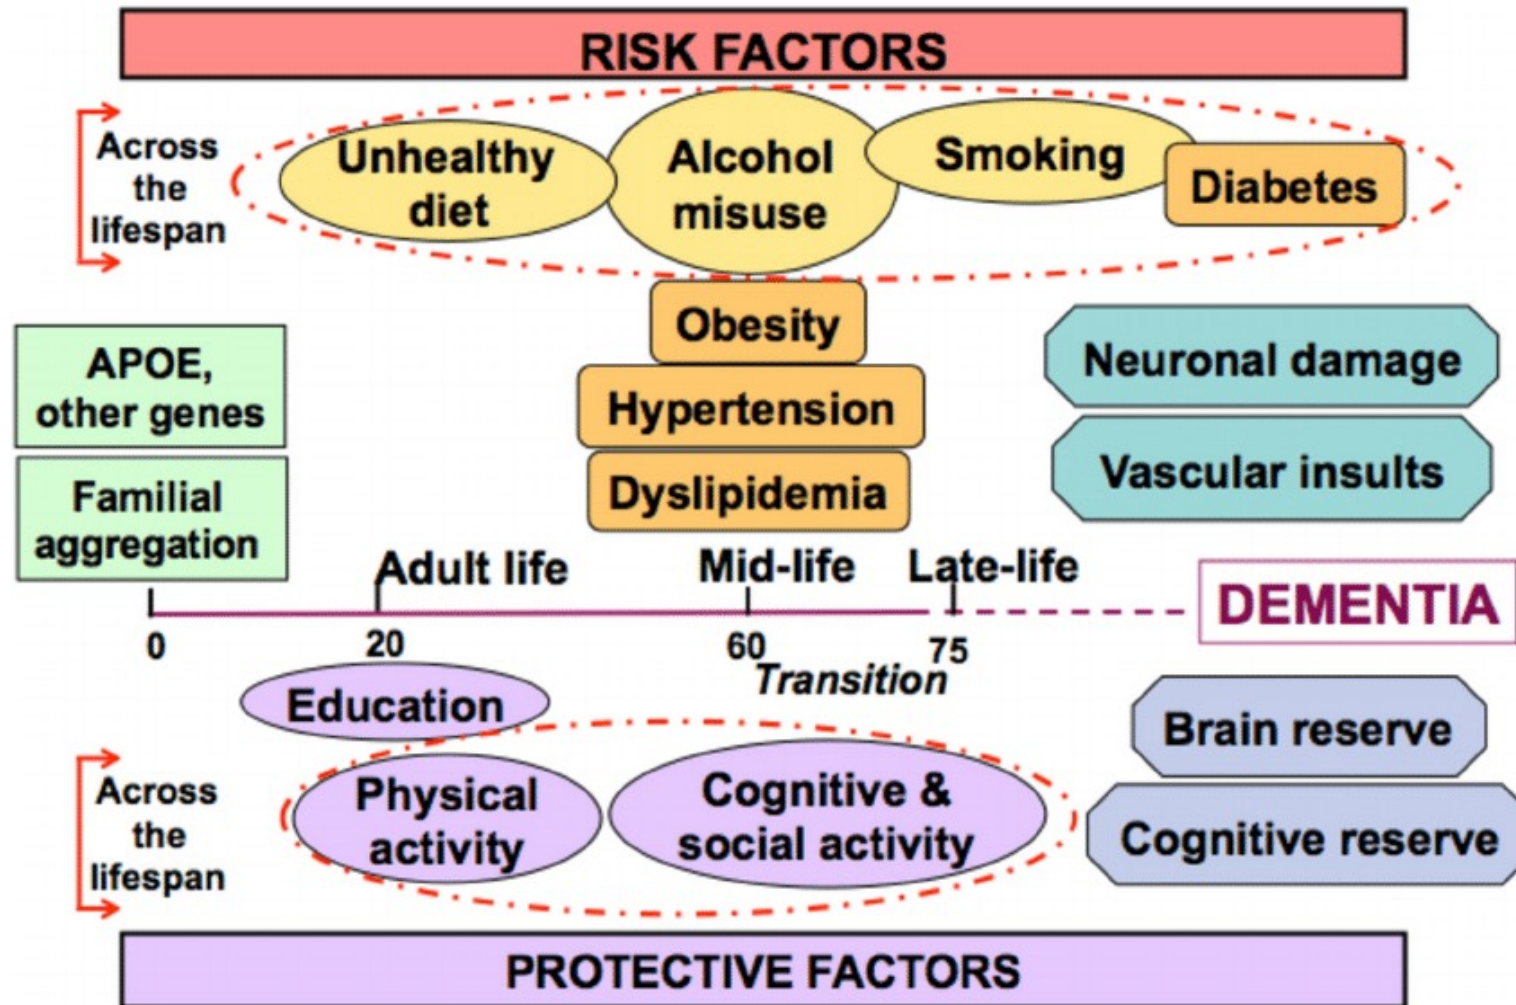 RISK FACTORS
Across
the
lifespan
Unhealthy
diet
Alcohol
misuse
Smoking
Diabetes
Obesity
Hypertension
Dyslipidemia
APOE,
other genes
Familial
aggregation
Neuronal damage
Vascular insults
Adult life
Mid-life
Late-life
0
20
60
75
Transition
DEMENTIA
Education
Across
the
lifespan
Physical
activity
Cognitive &
social activity
Brain reserve
Cognitive reserve
PROTECTIVE FACTORS